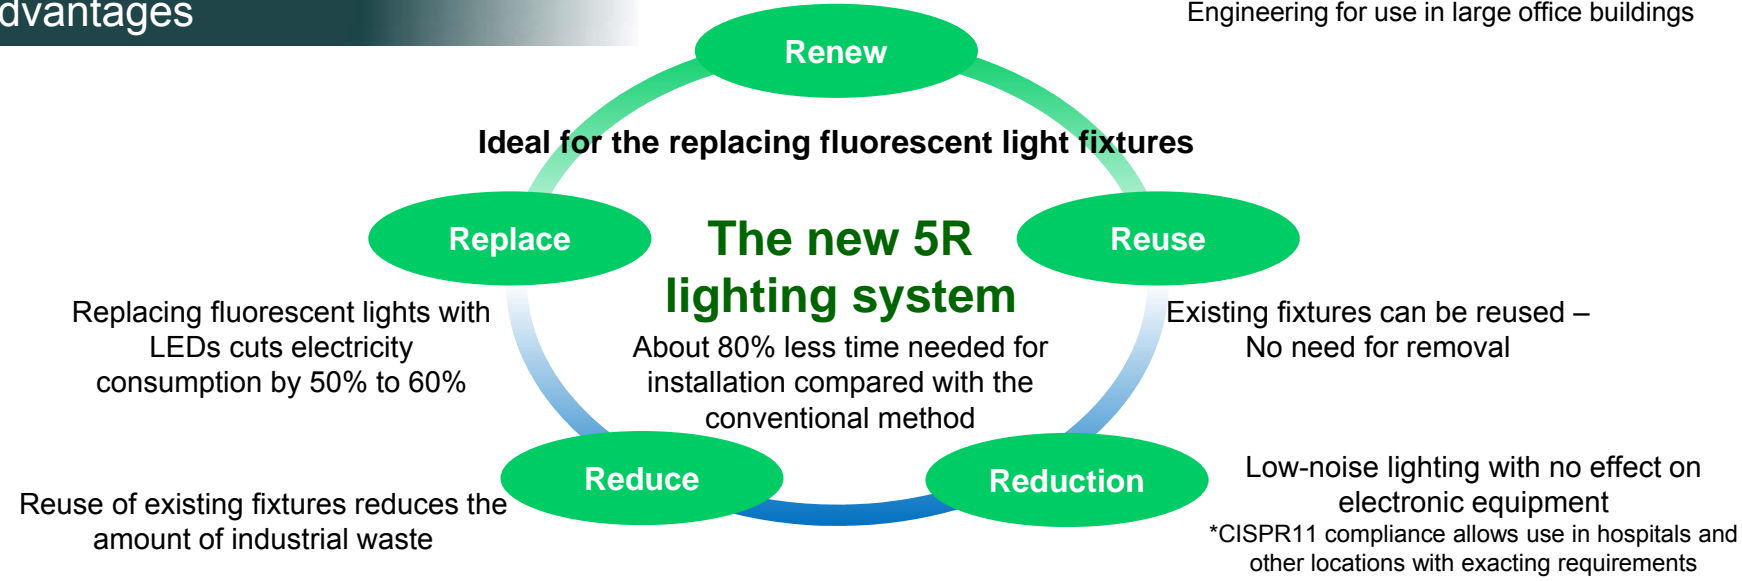 dvantages
Engineering for use in large office buildings
Renew
Ideal for the replacing fluorescent light fixtures
Replace
The new 5R
lighting system
Reuse
Replacing fluorescent lights with
LEDs cuts electricity
consumption by 50% to 60%
About 80% less time needed for
installation compared with the
conventional method
Existing fixtures can be reused –
No need for removal
Reduce
Reduction
Reuse of existing fixtures reduces the
amount of industrial waste
Low-noise lighting with no effect on
electronic equipment
*CISPR11 compliance allows use in hospitals and
other locations with exacting requirements